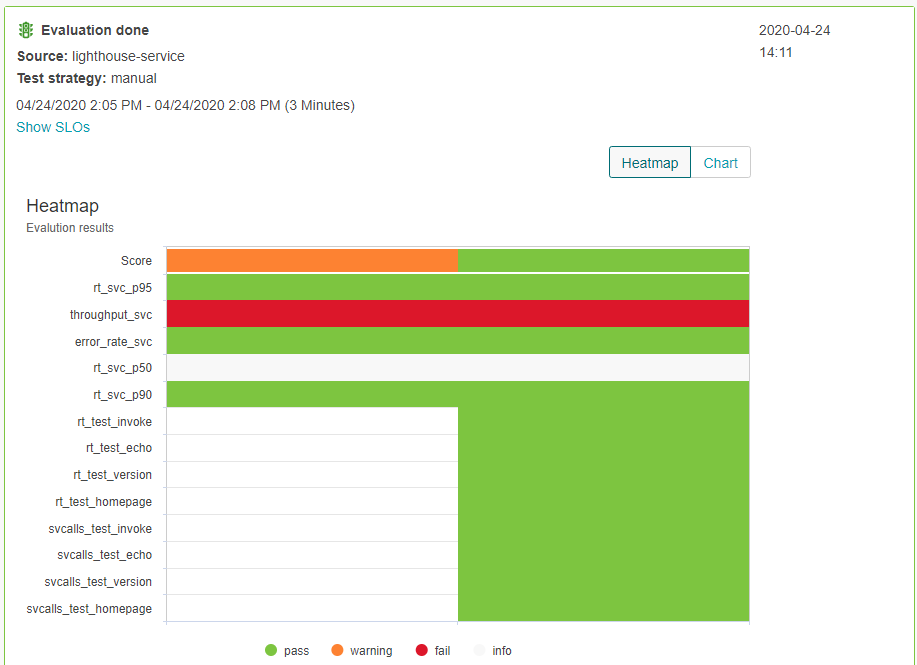 Evaluation done
2020-04-24
Source: lighthouse-service
14:11
Test strategy: manual
04/24/2020 2:05 PM - 04/24/2020 2:08 PM (3 Minutes)
Show SLOs
Heatmap Chart
Heatmap
Evalution results
Score
rt_svc_p95
throughput_svc
error_rate_svc
rt_svc_p50
rt_svc_p90
rt_test_invoke
rt_test_echo
rt_test_version
rt_test_homepage
svcalls_test_invoke
svcalls_test_echo
svcalls_test_version
svcalls_test_homepage
pass warning fail info